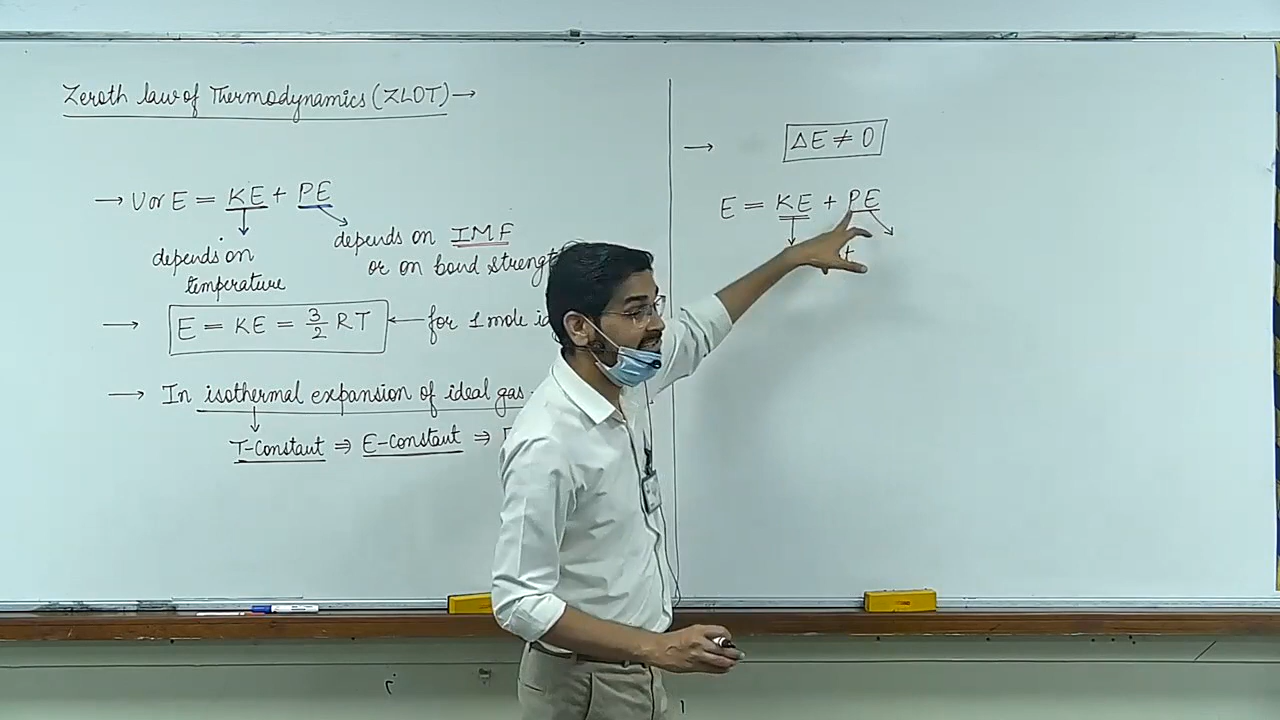 Zeroth law of Thermodynamics (ZLOT) →
→ U or E = KE + PE
depends on temperature
depends on IMF
or on bond strength
→ E = KE = 3/2 RT ← for 1 mole
→ In isothermal expansion of ideal gas
T-Constant ⇒ E-Constant ⇒
→ ΔE ≠ 0
E = KE + PE